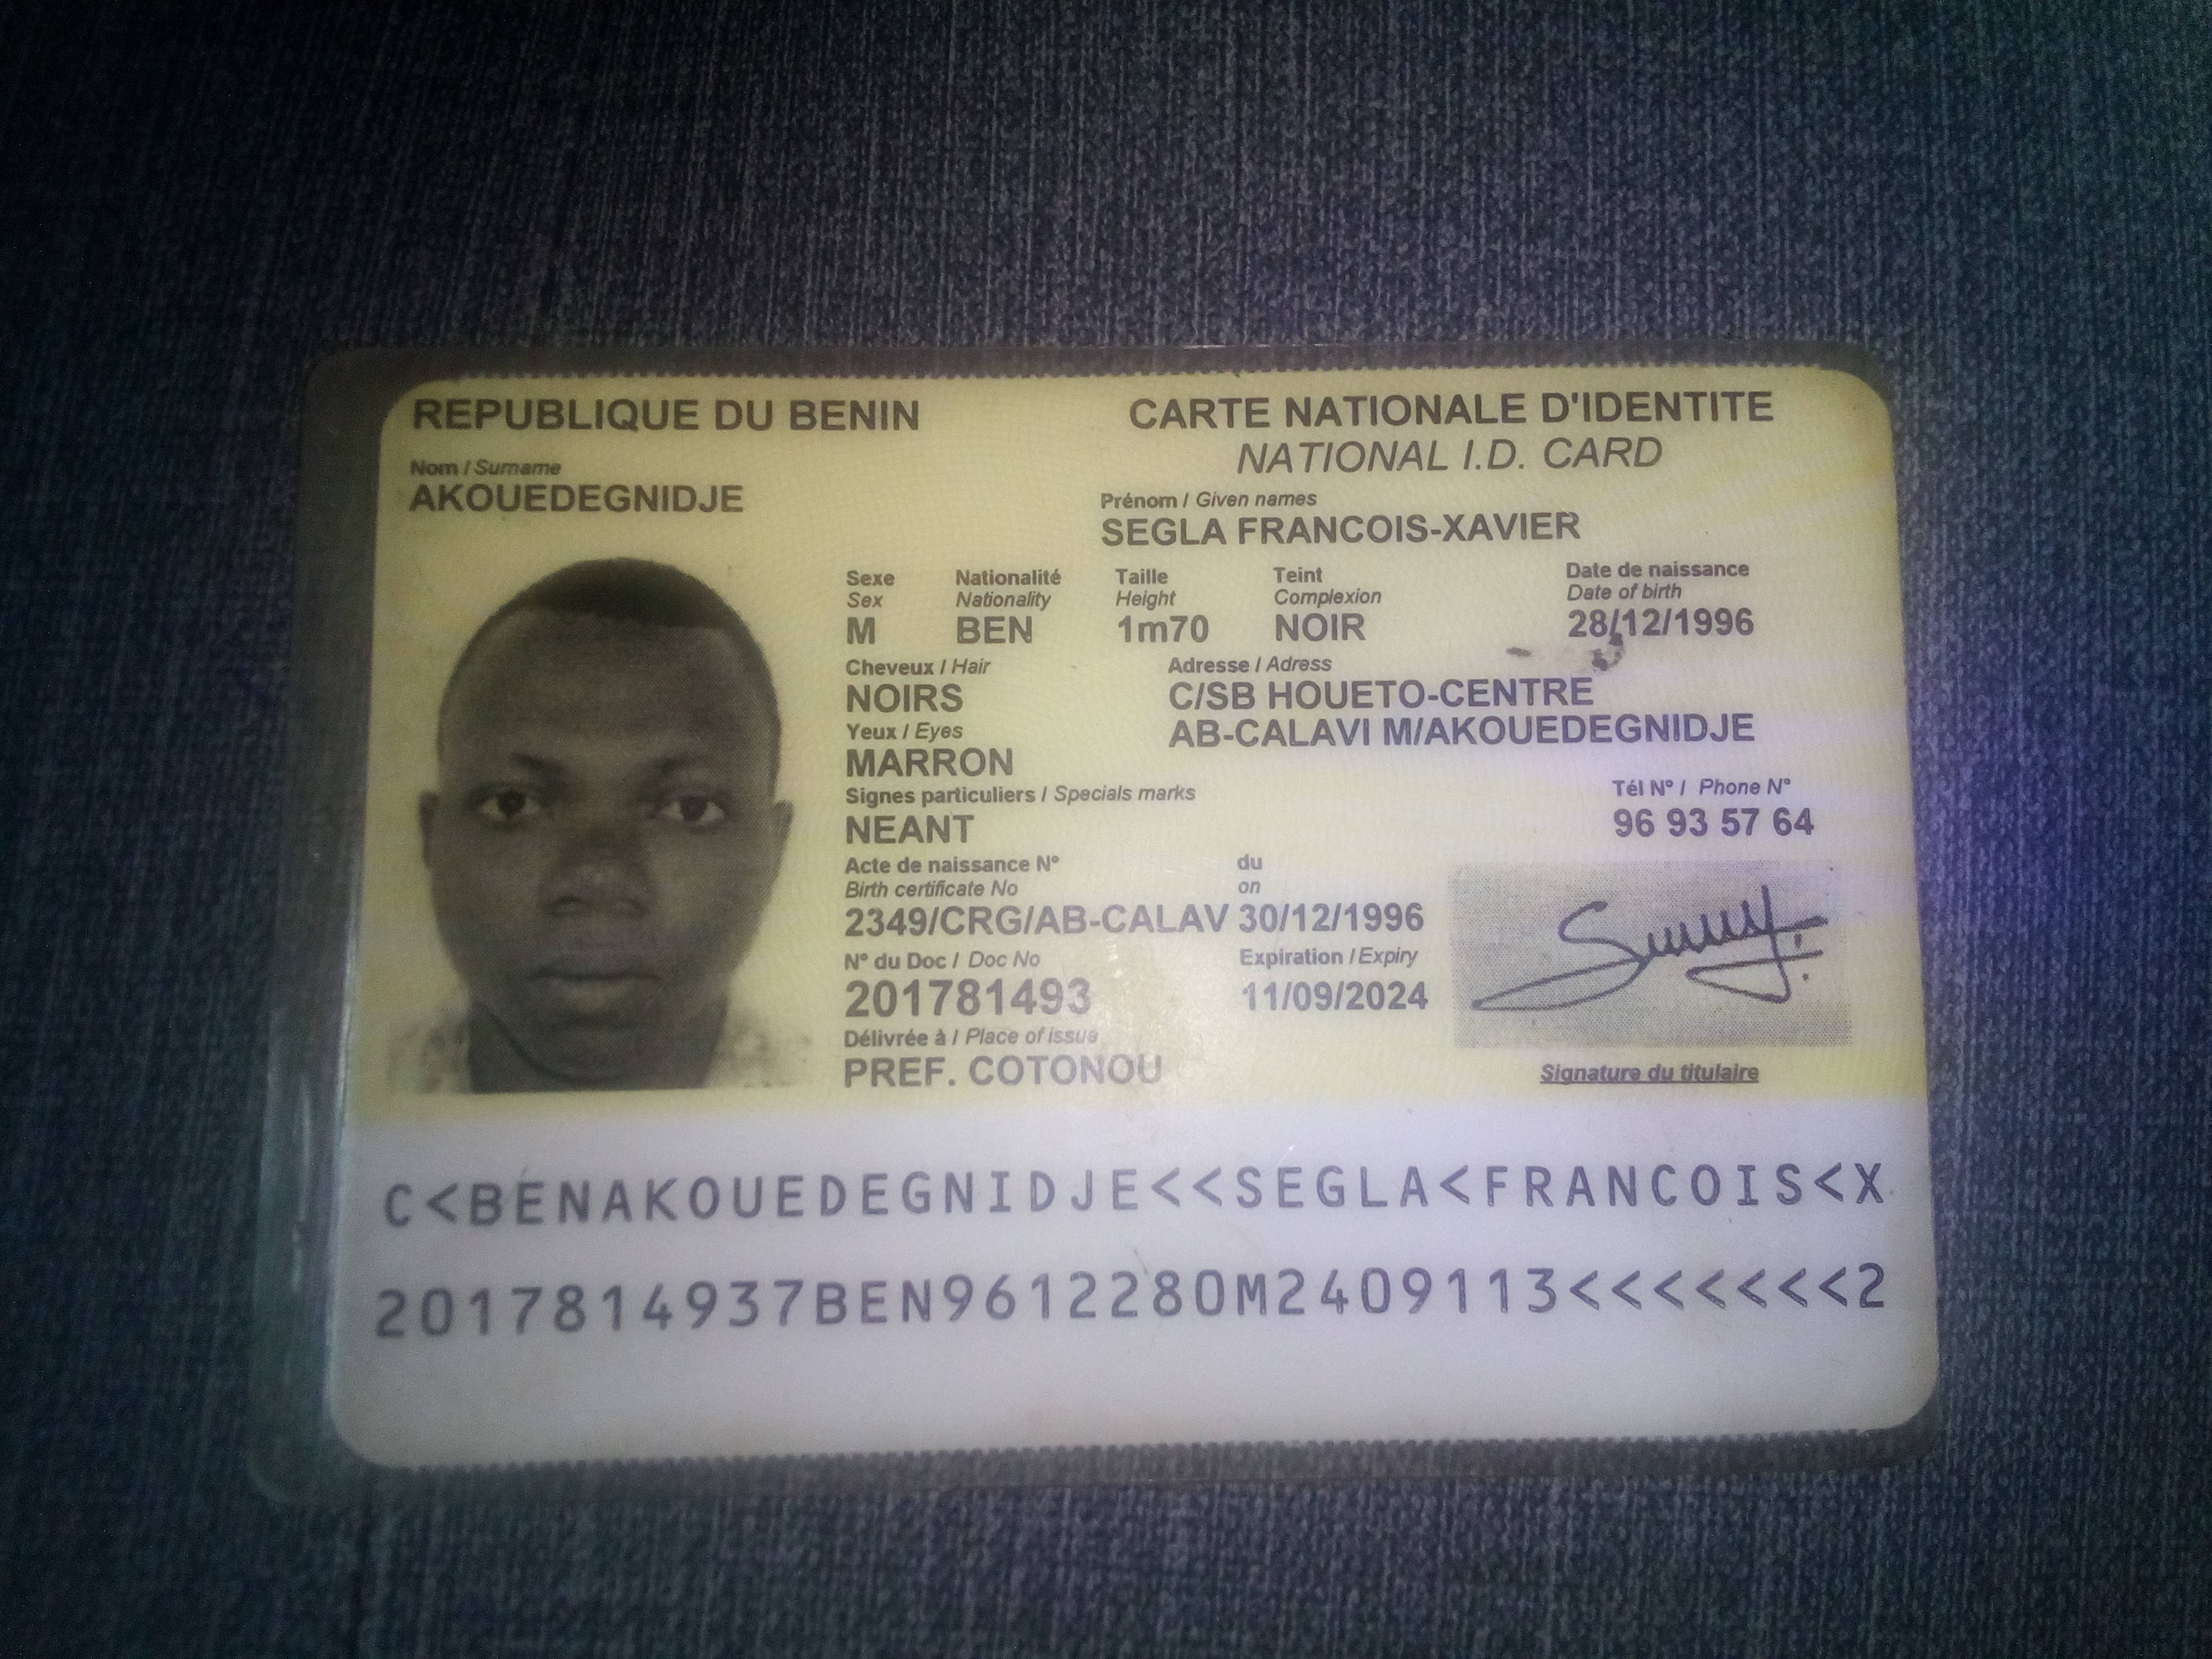 REPUBLIQUE DU BENIN
CARTE NATIONALE D'IDENTITE
NATIONAL I.D. CARD
Nom / Surname
AKOUEDEGNIDJE
Prénom / Given names
SEGLA FRANCOIS-XAVIER
Sexe Nationalité Taille Teint Date de naissance
Sex Nationality Height Complexion Date of birth
M BEN 1m70 NOIR 28/12/1996
Cheveux / Hair Adresse / Adress
NOIRS C/SB HOUETO-CENTRE
Yeux / Eyes AB-CALAVI M/AKOUEDEGNIDJE
MARRON
Signes particuliers / Specials marks Tél N° / Phone N°
NEANT 96 93 57 64
Acte de naissance N° du
Birth certificate No on
2349/CRG/AB-CALAV 30/12/1996
N° du Doc / Doc No Expiration / Expiry
201781493 11/09/2024
Délivrée à / Place of issue
PREF. COTONOU
Signature du titulaire
C<BENAKOUEDEGNIDJE<<SEGLA<FRANCOIS<X
2017814937BEN9612280M2409113<<<<<<<2